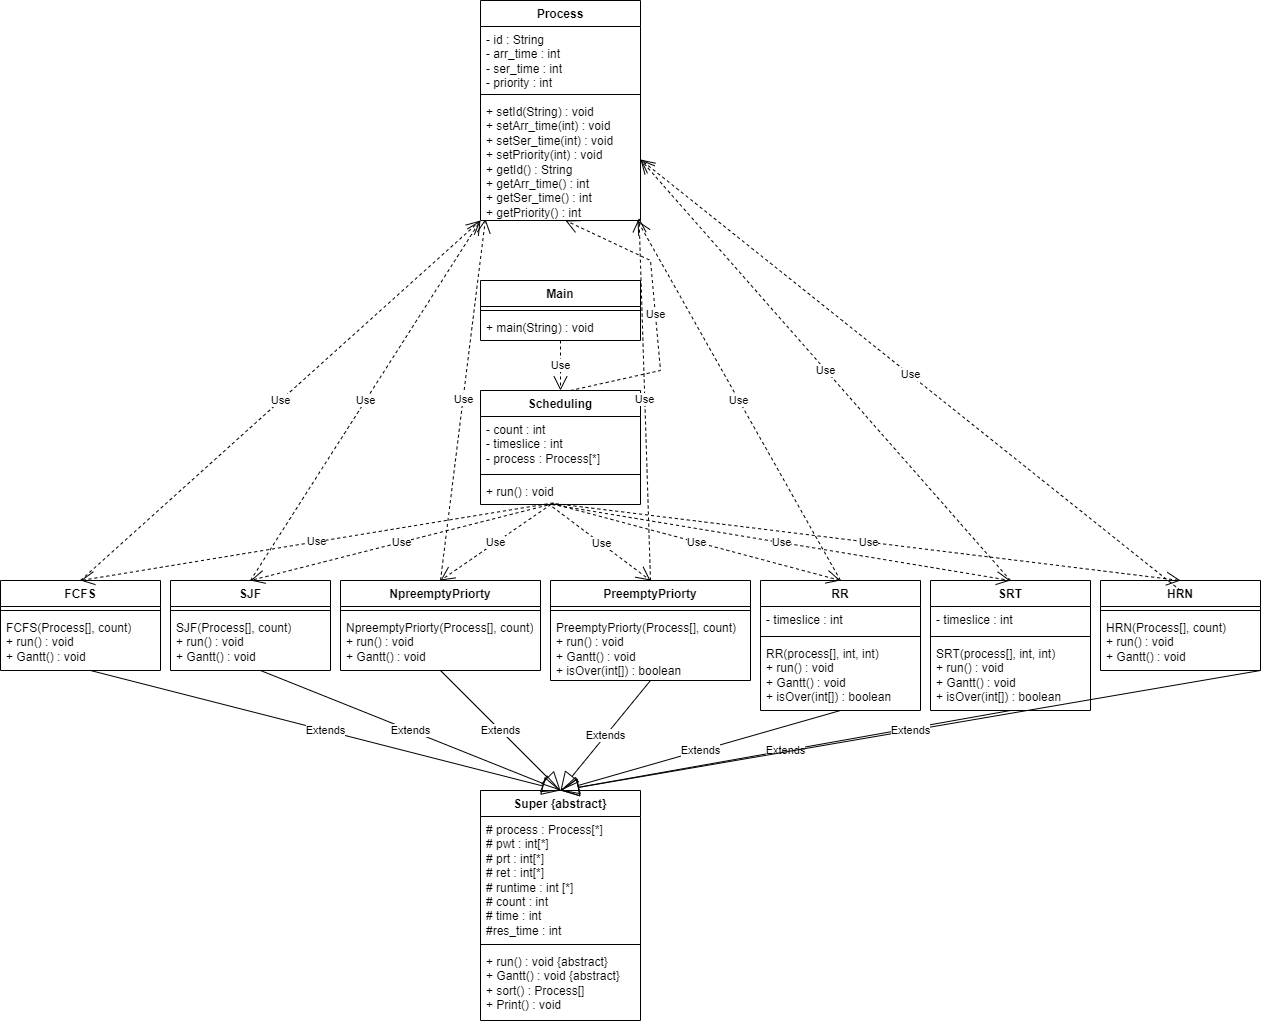 Process
- id : String
- arr_time : int
- ser_time : int
- priority : int
+ setId(String) : void
+ setArr_time(int) : void
+ setSer_time(int) : void
+ setPriority(int) : void
+ getId() : String
+ getArr_time() : int
+ getSer_time() : int
+ getPriority() : int
Main
+ main(String) : void
Use
Use
Scheduling
- count : int
- timeslice : int
- process : Process[*]
+ run() : void
Use
Use
Use
Use
Use
Use
Use
Use
Use
Use
Use
Use
Use
Use
FCFS
FCFS(Process[], count)
+ run() : void
+ Gantt() : void
SJF
SJF(Process[], count)
+ run() : void
+ Gantt() : void
NpreemptyPriorty
NpreemptyPriorty(Process[], count)
+ run() : void
+ Gantt() : void
PreemptyPriorty
PreemptyPriorty(Process[], count)
+ run() : void
+ Gantt() : void
+ isOver(int[]) : boolean
RR
- timeslice : int
RR(process[], int, int)
+ run() : void
+ Gantt() : void
+ isOver(int[]) : boolean
SRT
- timeslice : int
SRT(process[], int, int)
+ run() : void
+ Gantt() : void
+ isOver(int[]) : boolean
HRN
HRN(Process[], count)
+ run() : void
+ Gantt() : void
Extends
Extends
Extends
Extends
Extends
Extends
Extends
Super {abstract}
# process : Process[*]
# pwt : int[*]
# prt : int[*]
# ret : int[*]
# runtime : int [*]
# count : int
# time : int
#res_time : int
+ run() : void {abstract}
+ Gantt() : void {abstract}
+ sort() : Process[]
+ Print() : void